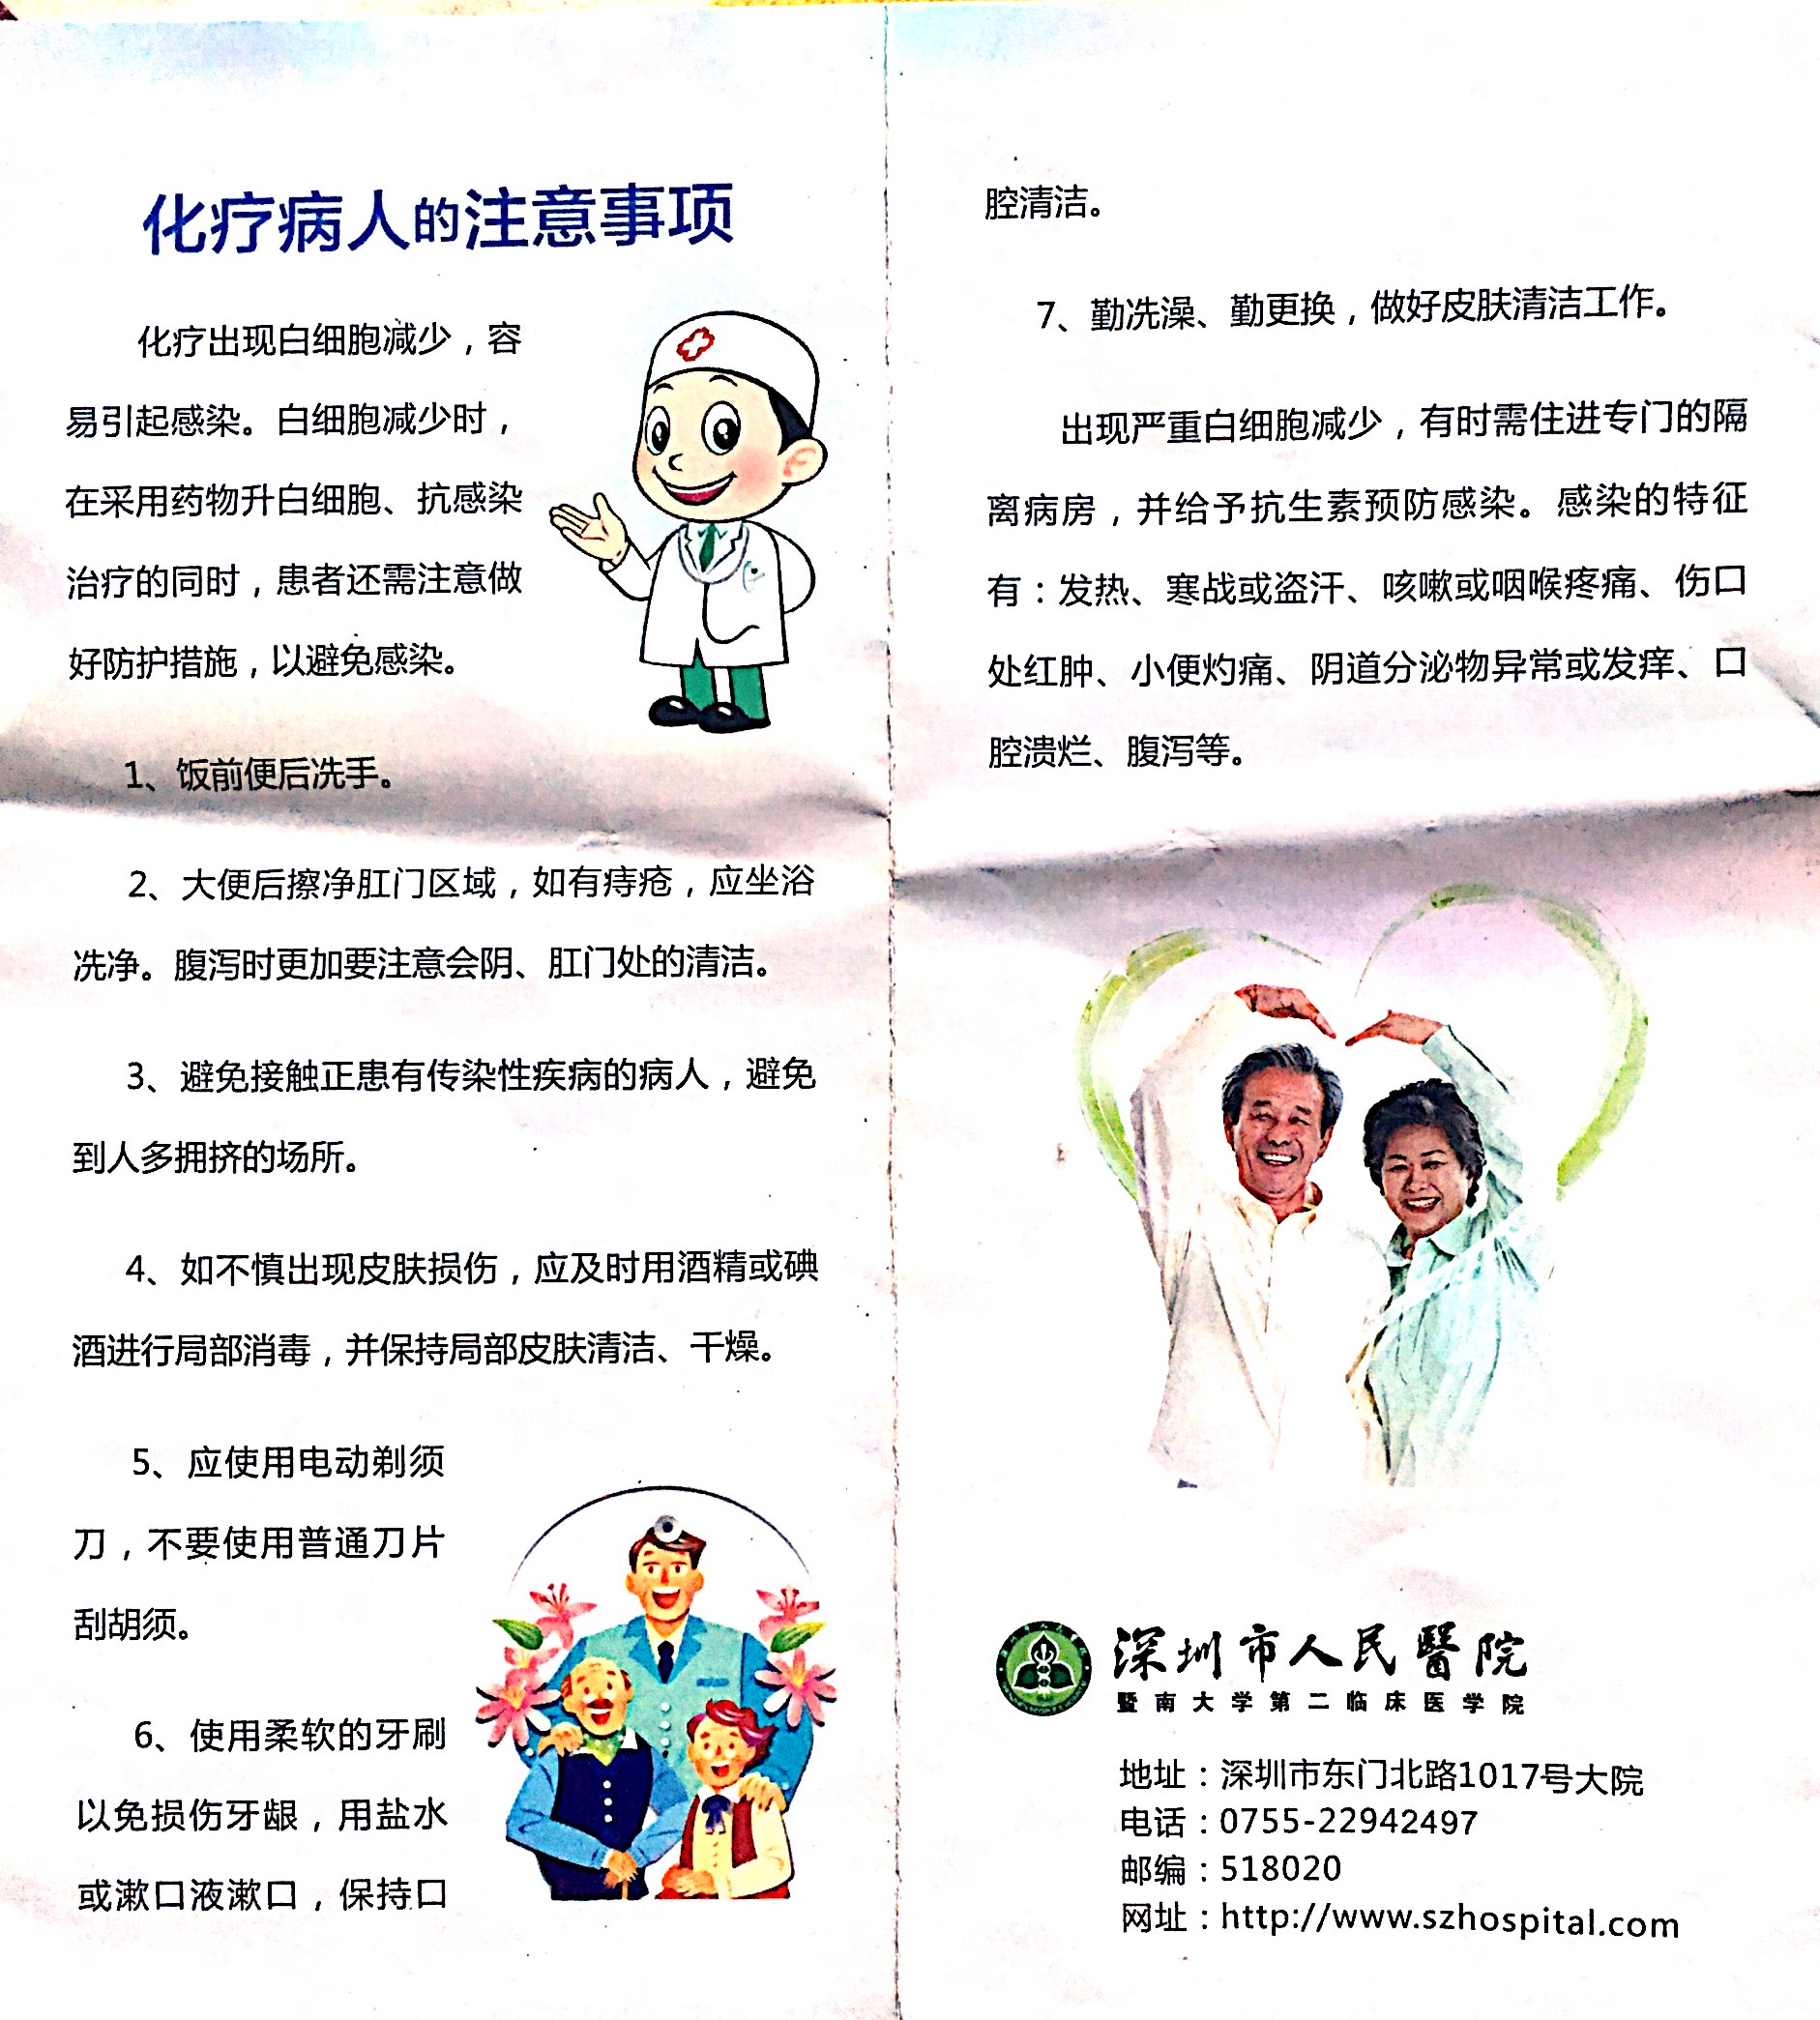 化疗病人的注意事项
化疗出现白细胞减少，容
易引起感染。白细胞减少时，
在采用药物升白细胞、抗感染
治疗的同时，患者还需注意做
好防护措施，以避免感染。
1、饭前便后冼手。
2、大便后擦净肛门区域，如有痔疮，应坐浴
冼净。腹泻时更加要注意会阴、肛门处的清洁。
3、避免接触正患有传染性疾病的病人，避免
到人多拥挤的场所。
4、如不慎出现皮肤损伤，应及时用酒精或碘
酒进行局部消毒，并保持局部皮肤清洁、干燥。
5、应使用电动剃须
刀，不要使用普通刀片
刮胡须。
6、使用柔软的牙刷
以免损伤牙龈，用盐水
或漱口液漱口，保持口
腔清洁。
7、勤冼澡、勤更换，做好皮肤清洁工作。
出现严重白细胞减少，有时需住进专门的隔
离病房，并给予抗生素预防感染。感染的特征
有：发热、寒战或盗汗、咳嗽或咽喉疼痛、伤口
处红肿、小便灼痛、阴道分泌物异常或发痒、口
腔溃烂、腹泻等。
深圳市人民醫院
暨南大学第二临床医学院
地址：深圳市东门北路1017号大院
电话：0755-22942497
邮编：518020
网址：http://www.szhospital.com